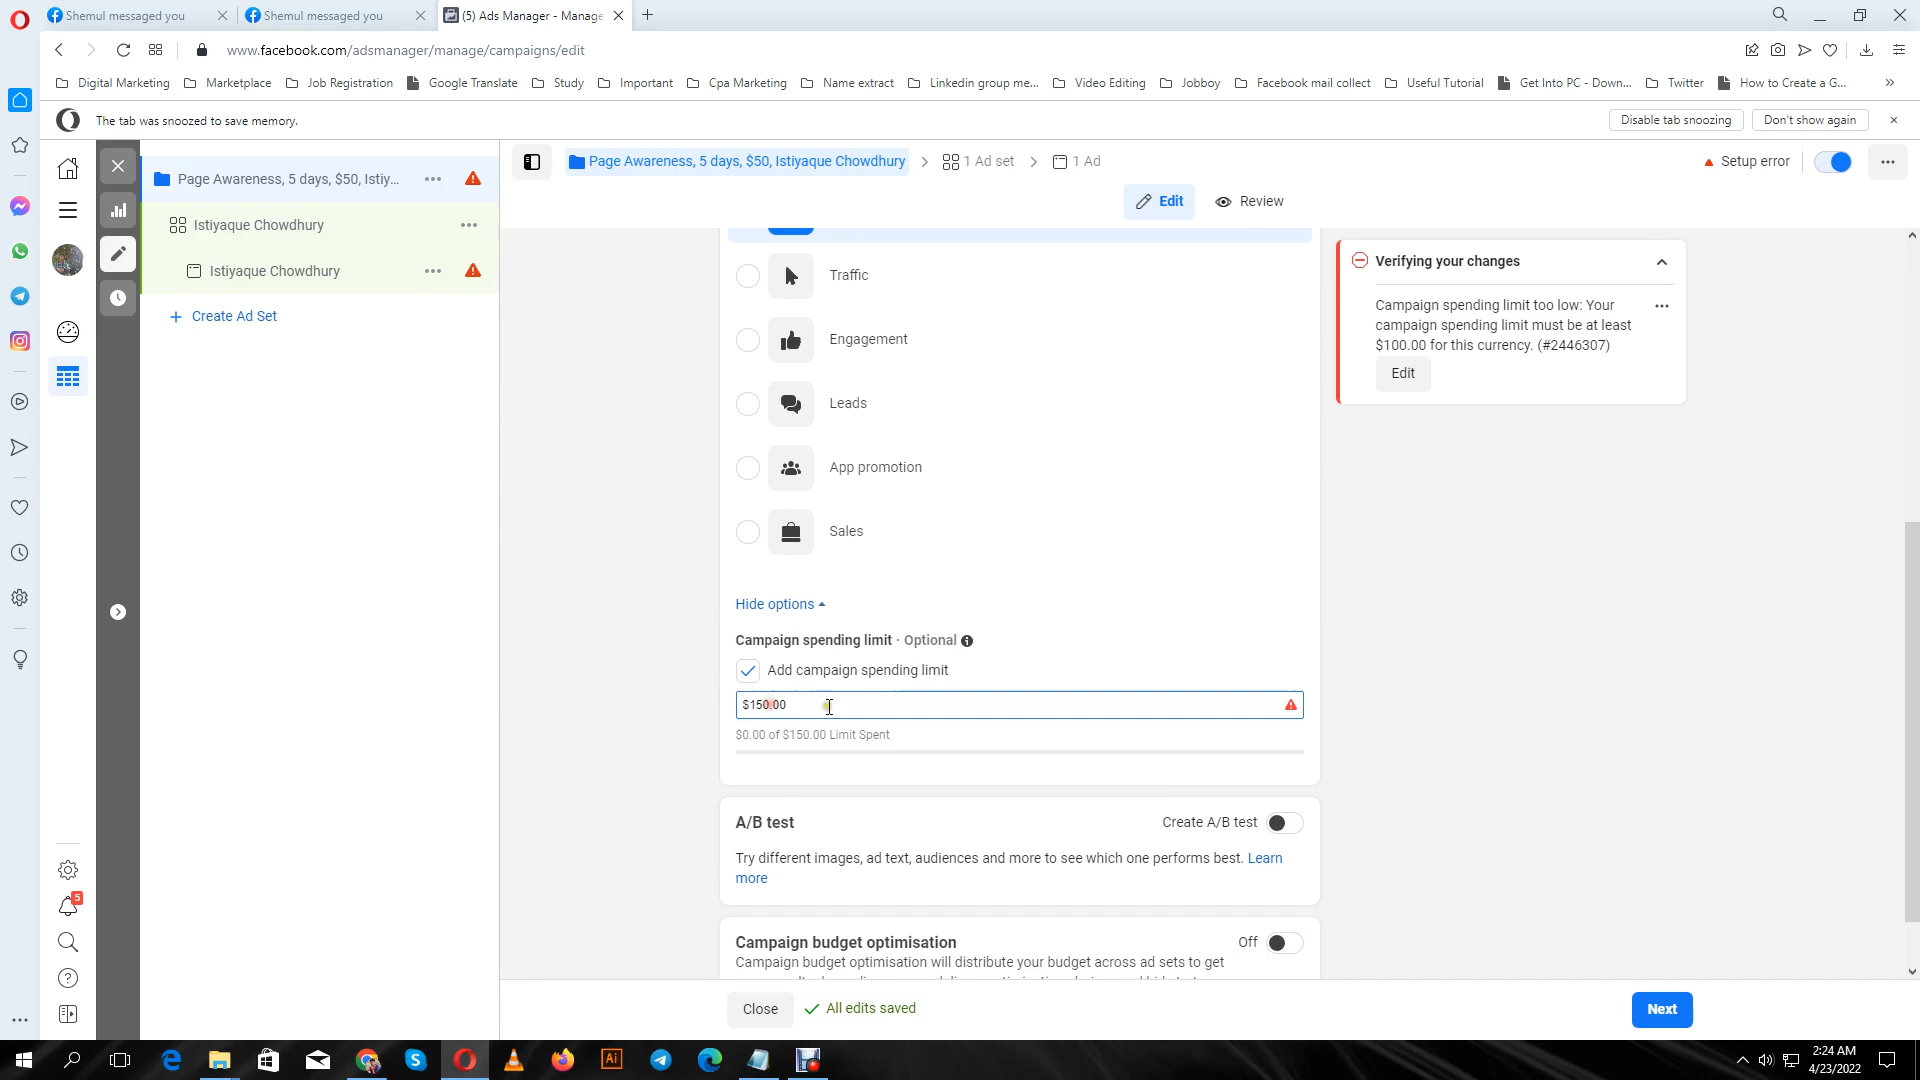 Shemul messaged you
Shemul messaged you
(5) Ads Manager - Manage
www.facebook.com/adsmanager/manage/campaigns/edit
Digital Marketing
Marketplace
Job Registration
Google Translate
Study
Important
Cpa Marketing
Name extract
Linkedin group me...
Video Editing
Jobboy
Facebook mail collect
Useful Tutorial
Get Into PC - Down...
Twitter
How to Create a G...
The tab was snoozed to save memory.
Disable tab snoozing
Don't show again
Page Awareness, 5 days, $50, Istiy...
Istiyaque Chowdhury
Istiyaque Chowdhury
+ Create Ad Set
Page Awareness, 5 days, $50, Istiyaque Chowdhury
1 Ad set
1 Ad
Setup error
Edit
Review
Traffic
Engagement
Leads
App promotion
Sales
Hide options
Campaign spending limit · Optional
Add campaign spending limit
$150.00
$0.00 of $150.00 Limit Spent
A/B test
Create A/B test
Try different images, ad text, audiences and more to see which one performs best. Learn
more
Campaign budget optimisation
Off
Campaign budget optimisation will distribute your budget across ad sets to get
Close
All edits saved
Next
Verifying your changes
Campaign spending limit too low: Your
campaign spending limit must be at least
$100.00 for this currency. (#2446307)
Edit
5
Ai
2:24 AM
4/23/2022